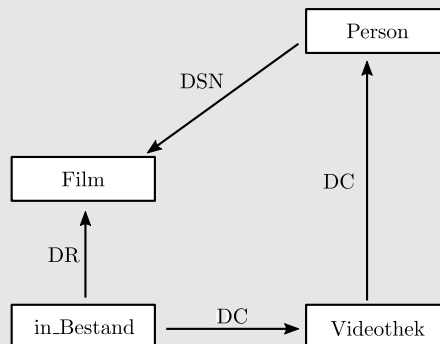 Person
DSN
Film
DC
DR
in_Bestand
DC
Videothek